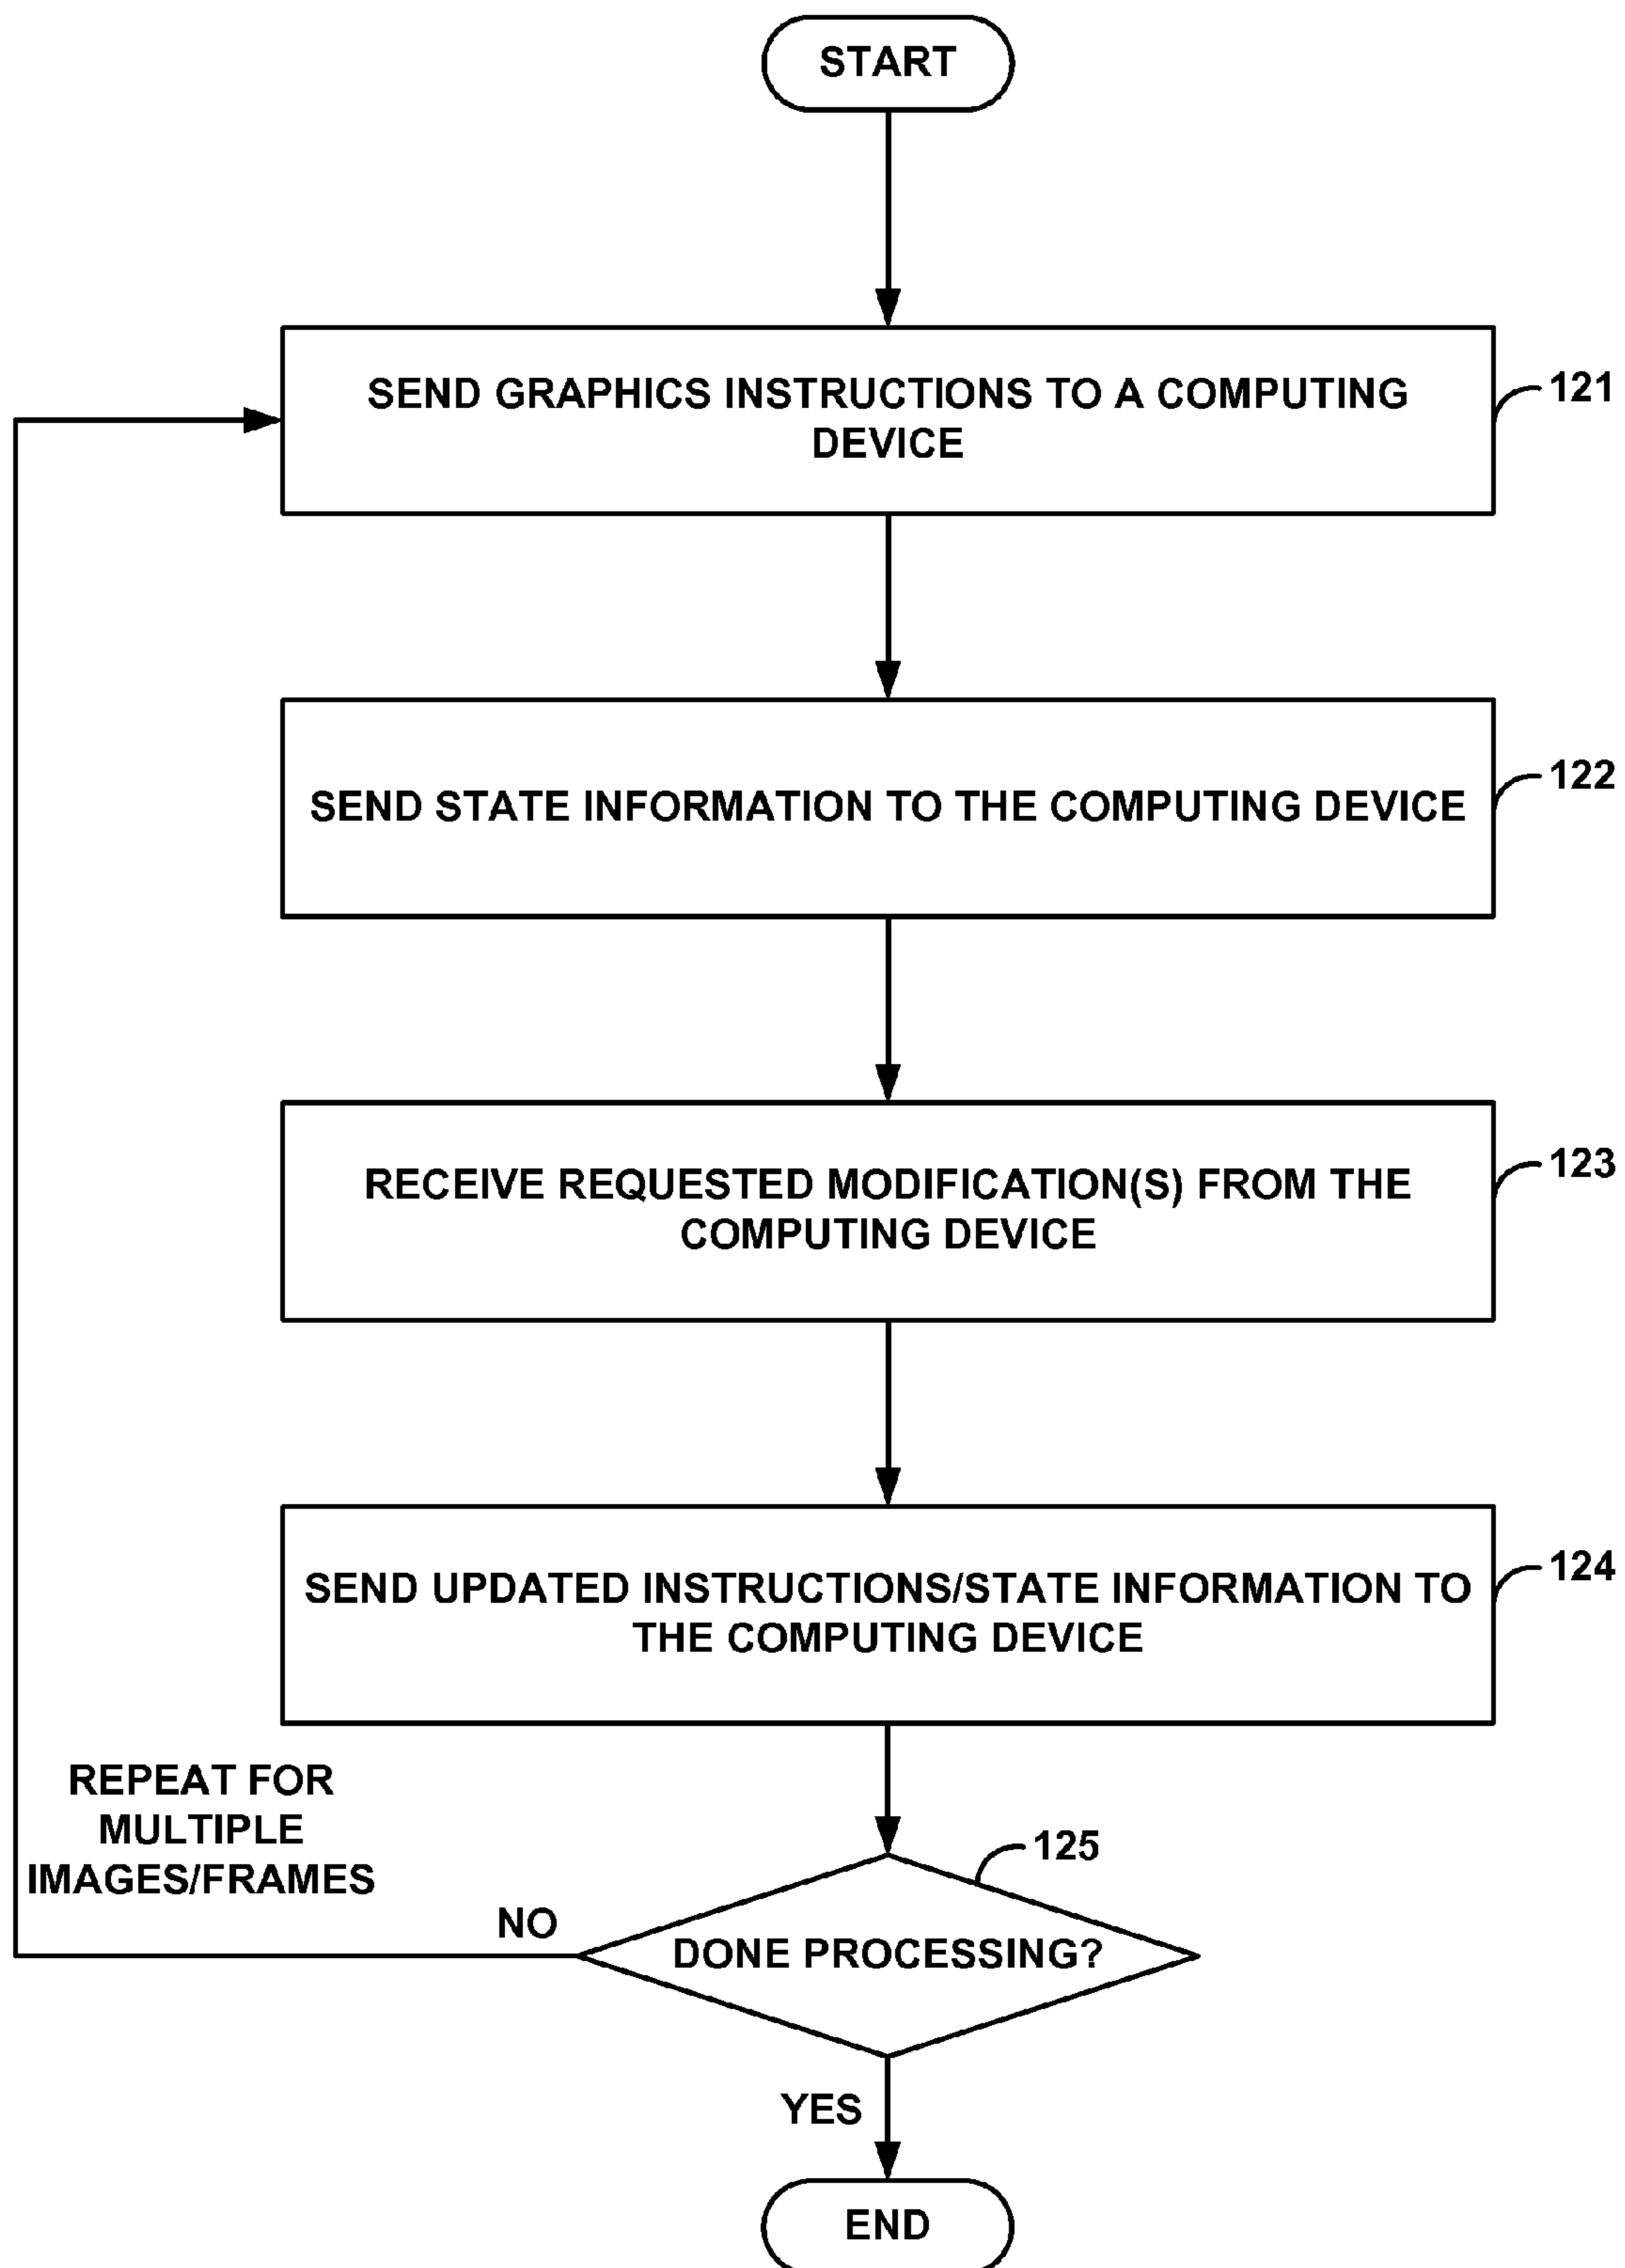 START
SEND GRAPHICS INSTRUCTIONS TO A COMPUTING
DEVICE
121
SEND STATE INFORMATION TO THE COMPUTING DEVICE
122
RECEIVE REQUESTED MODIFICATION(S) FROM THE
COMPUTING DEVICE
123
SEND UPDATED INSTRUCTIONS/STATE INFORMATION TO
THE COMPUTING DEVICE
124
REPEAT FOR
MULTIPLE
IMAGES/FRAMES
125
NO
DONE PROCESSING?
YES
END